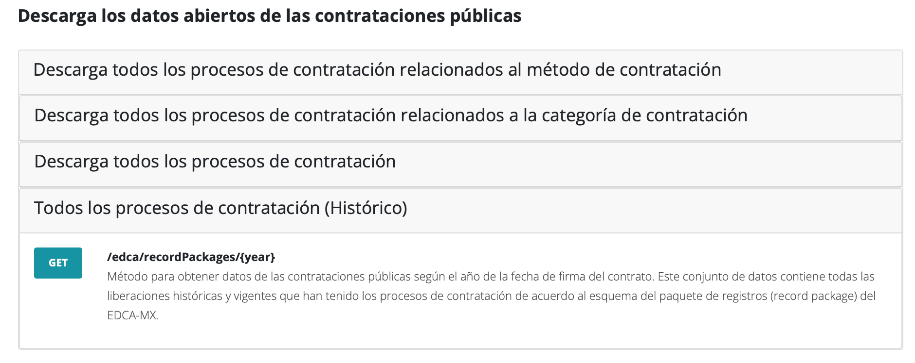 Descarga los datos abiertos de las contrataciones públicas
Descarga todos los procesos de contratación relacionados al método de contratación
Descarga todos los procesos de contratación relacionados a la categoría de contratación
Descarga todos los procesos de contratación
Todos los procesos de contratación (Histórico)
GET
/edca/recordPackages/{year}
Método para obtener datos de las contrataciones públicas según el año de la fecha de firma del contrato. Este conjunto de datos contiene todas las
liberaciones históricas y vigentes que han tenido los procesos de contratación de acuerdo al esquema del paquete de registros (record package) del
EDCA-MX.